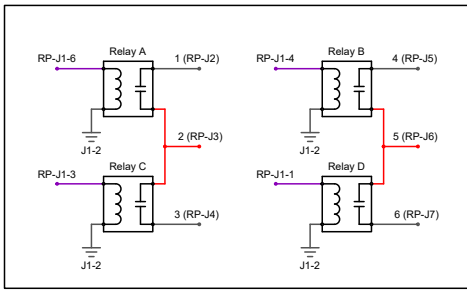 Relay A
RP-J1-6
1 (RP-J2)
J1-2
2 (RP-J3)
Relay C
RP-J1-3
3 (RP-J4)
J1-2
Relay B
RP-J1-4
4 (RP-J5)
J1-2
5 (RP-J6)
Relay D
RP-J1-1
6 (RP-J7)
J1-2